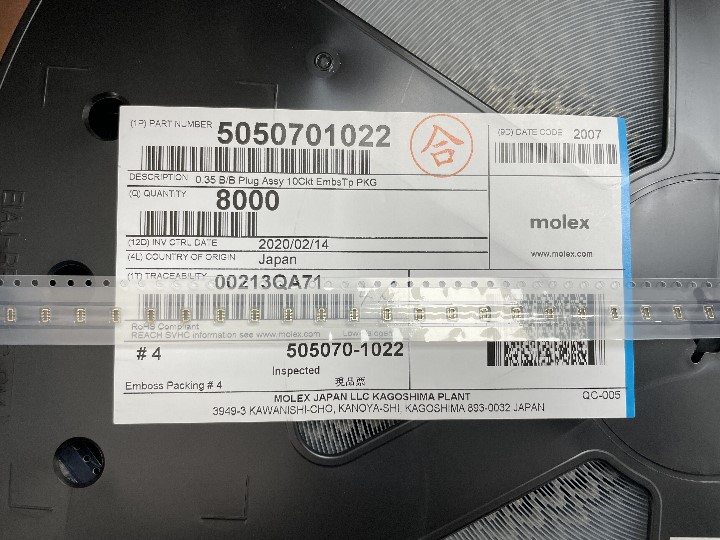 (1P) PART NUMBER 5050701022
合
(9D) DATE CODE 2007
DESCRIPTION 0.35 B/B Plug Assy 10Ckt EmbsTp PKG
(Q) QUANTITY 8000
molex
www.molex.com
(12D) INV CTRL DATE 2020/02/14
(4L) COUNTRY OF ORIGIN Japan
(1T) TRACEABILITY 00213QA71
RoHS Compliant
REACH SVHC information see www.molex.com
# 4 505070-1022
Inspected
Emboss Packing # 4 現品票
MOLEX JAPAN LLC KAGOSHIMA PLANT QC-005
3949-3 KAWANISHI-CHO, KANOYA-SHI, KAGOSHIMA 893-0032 JAPAN